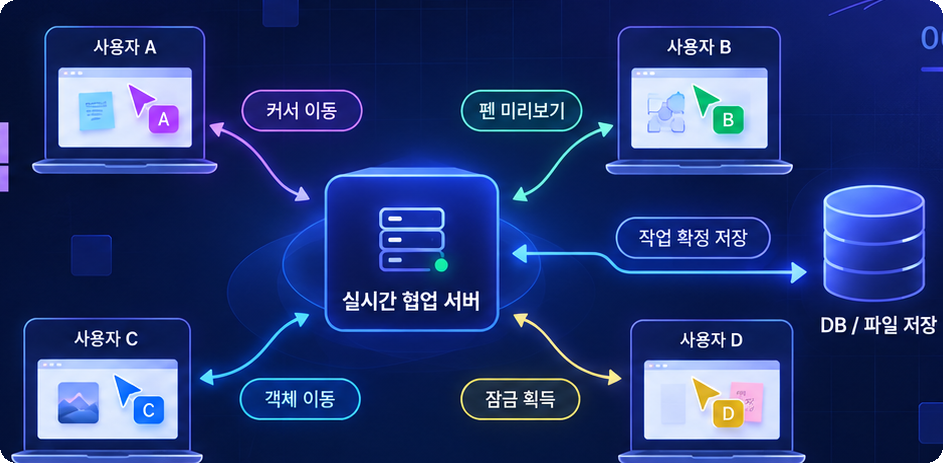 사용자 A
A
커서 이동
펜 미리보기
사용자 B
B
실시간 협업 서버
작업 확정 저장
DB / 파일 저장
사용자 C
C
객체 이동
잠금 획득
사용자 D
D